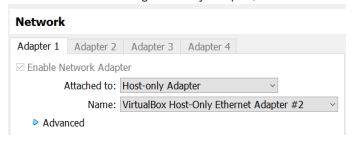 Network
Adapter 1 Adapter 2 Adapter 3 Adapter 4
Enable Network Adapter
Attached to: Host-only Adapter
Name: VirtualBox Host-Only Ethernet Adapter #2
Advanced